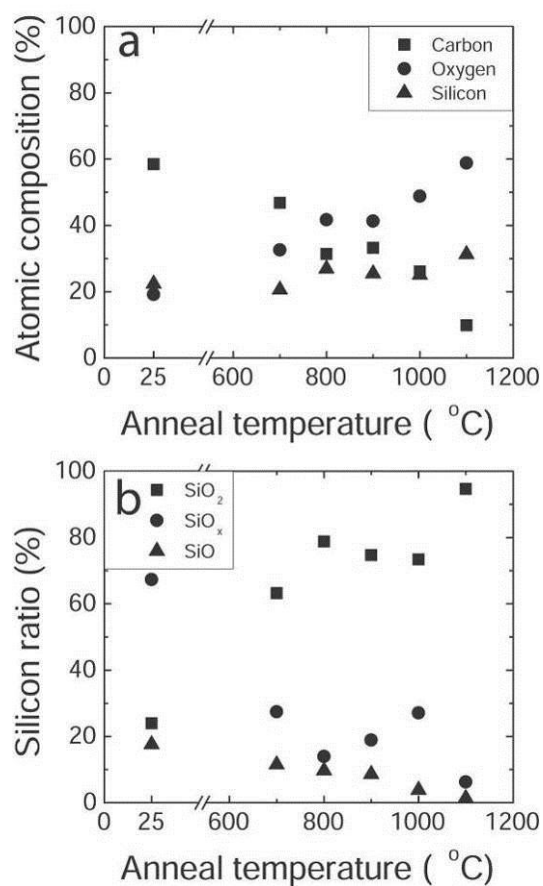 a
Carbon
Oxygen
Silicon
Atomic composition (%)
100
80
60
40
20
0
0 25 600 800 1000 1200
Anneal temperature ( °C)
b
SiO₂
SiOₓ
SiO
Silicon ratio (%)
100
80
60
40
20
0
0 25 600 800 1000 1200
Anneal temperature ( °C)